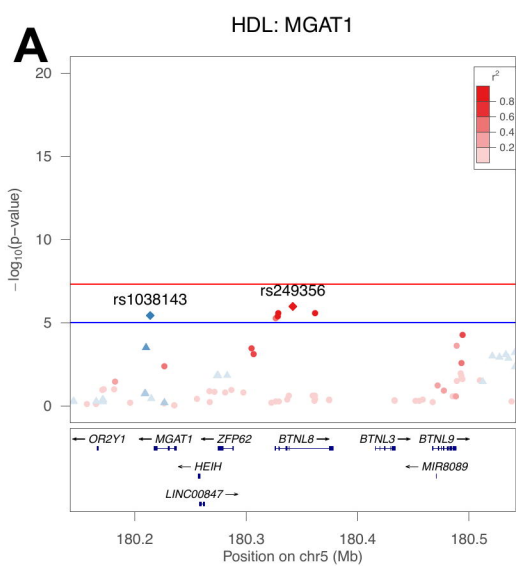 A
HDL: MGAT1
r²
0.8
0.6
0.4
0.2
20
15
10
5
0
−log₁₀(p−value)
rs1038143
rs249356
OR2Y1
MGAT1
ZFP62
BTNL8
BTNL3
BTNL9
HEIH
MIR8089
LINC00847
180.2
180.3
180.4
180.5
Position on chr5 (Mb)